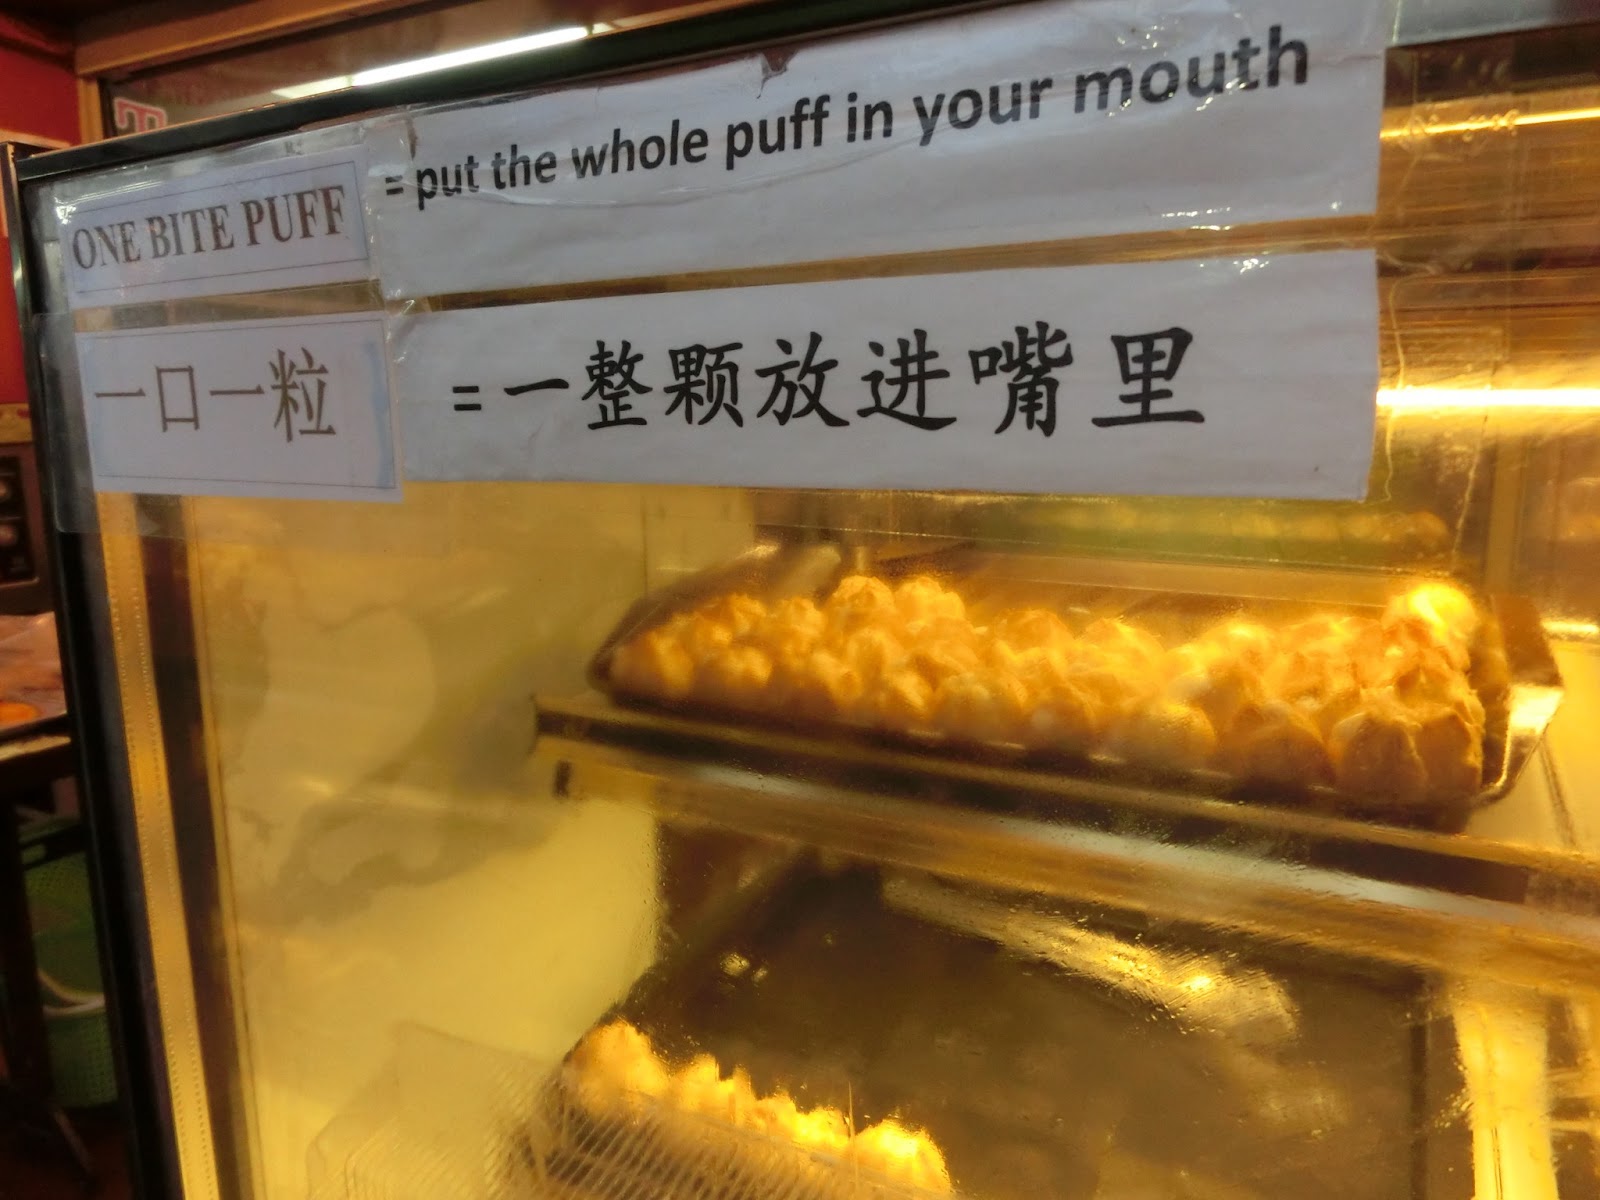 ONE BITE PUFF = put the whole puff in your mouth
一口一粒 = 一整颗放进嘴里